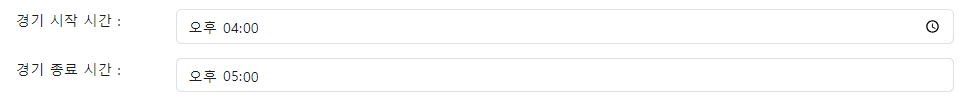 경기 시작 시간 : 오후 04:00
경기 종료 시간 : 오후 05:00